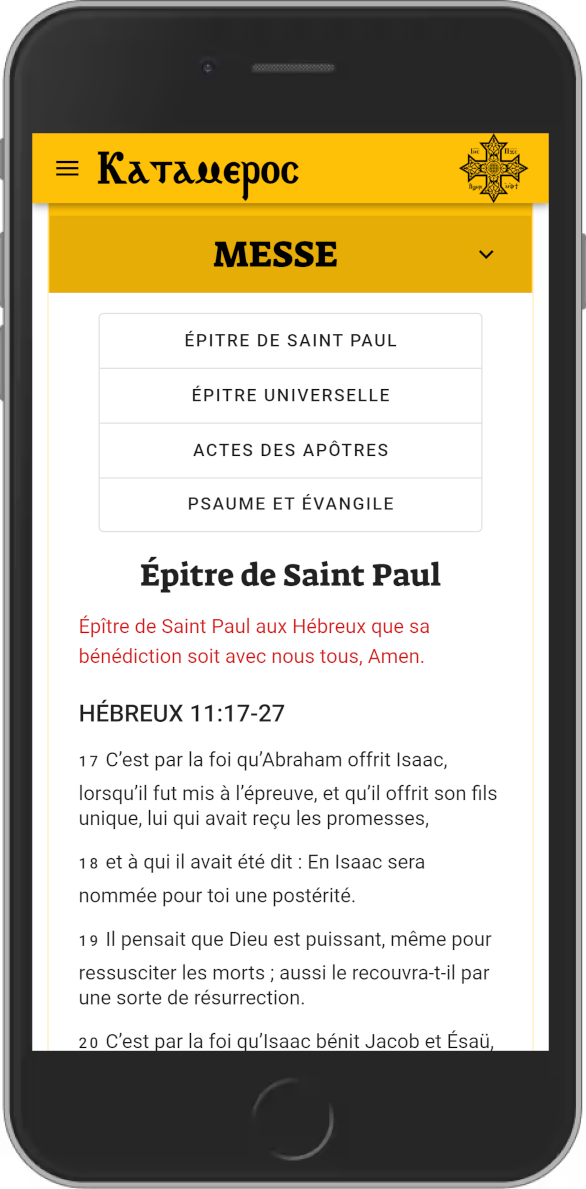 Ⲕⲁⲧⲁⲙⲉⲣⲟⲥ
MESSE
ÉPITRE DE SAINT PAUL
ÉPITRE UNIVERSELLE
ACTES DES APÔTRES
PSAUME ET ÉVANGILE
Épitre de Saint Paul
Épître de Saint Paul aux Hébreux que sa
bénédiction soit avec nous tous, Amen.
HÉBREUX 11:17-27
17 C’est par la foi qu’Abraham offrit Isaac,
lorsqu’il fut mis à l’épreuve, et qu’il offrit son fils
unique, lui qui avait reçu les promesses,
18 et à qui il avait été dit : En Isaac sera
nommée pour toi une postérité.
19 Il pensait que Dieu est puissant, même pour
ressusciter les morts ; aussi le recouvra-t-il par
une sorte de résurrection.
20 C’est par la foi qu’Isaac bénit Jacob et Ésaü,